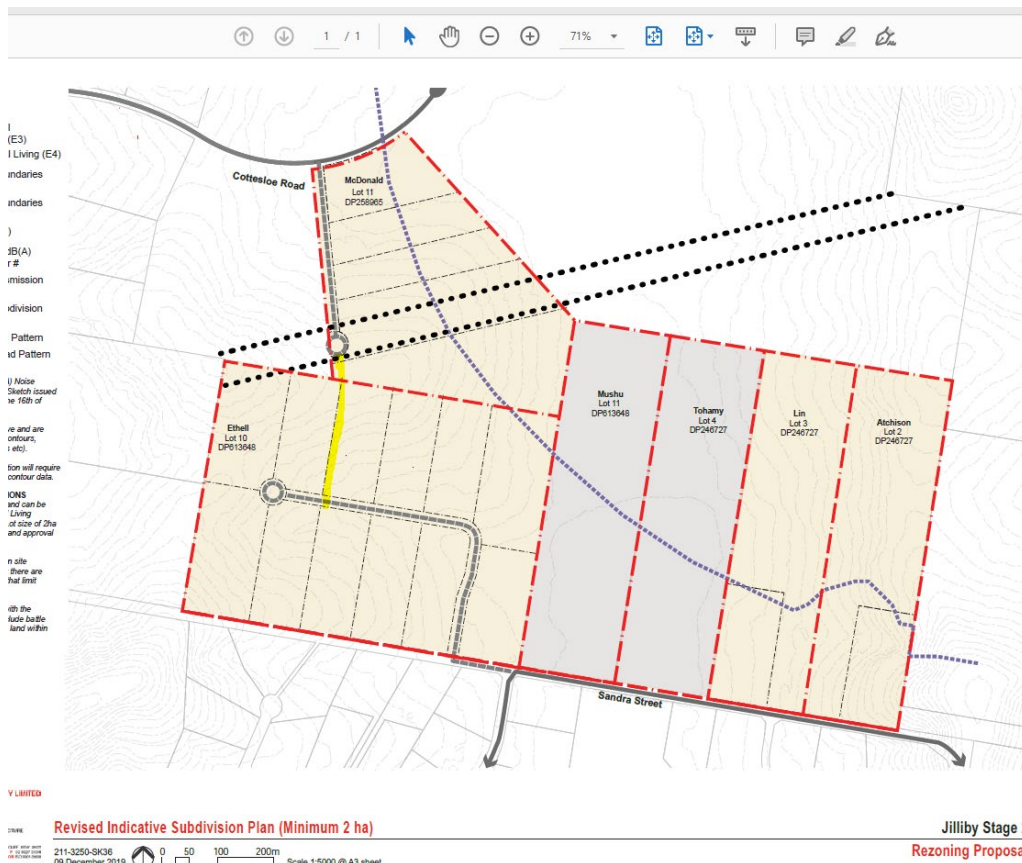 1 / 1
71%
(E3)
l Living (E4)
undaries
undaries
)
dB(A)
r #
smission
odivision
Pattern
nd Pattern
) Noise
Sketch issued
he 16th of
ve and are
contours,
etc).
tion will require
contour data.
IONS
and can be
Living
ot size of 2ha
and approval
n site
there are
hat limit
with the
lude battle
land within
Cottesloe Road
McDonald
Lot 11
DP258965
Ethell
Lot 10
DP613648
Mushu
Lot 11
DP613648
Tohamy
Lot 4
DP246727
Lin
Lot 3
DP246727
Atchison
Lot 2
DP246727
Sandra Street
Y LIMITED
Revised Indicative Subdivision Plan (Minimum 2 ha)
Jilliby Stage
211-3250-SK36
09 December 2019
0 50 100 200m
Scale 1:5000 @ A3 sheet
Rezoning Proposa